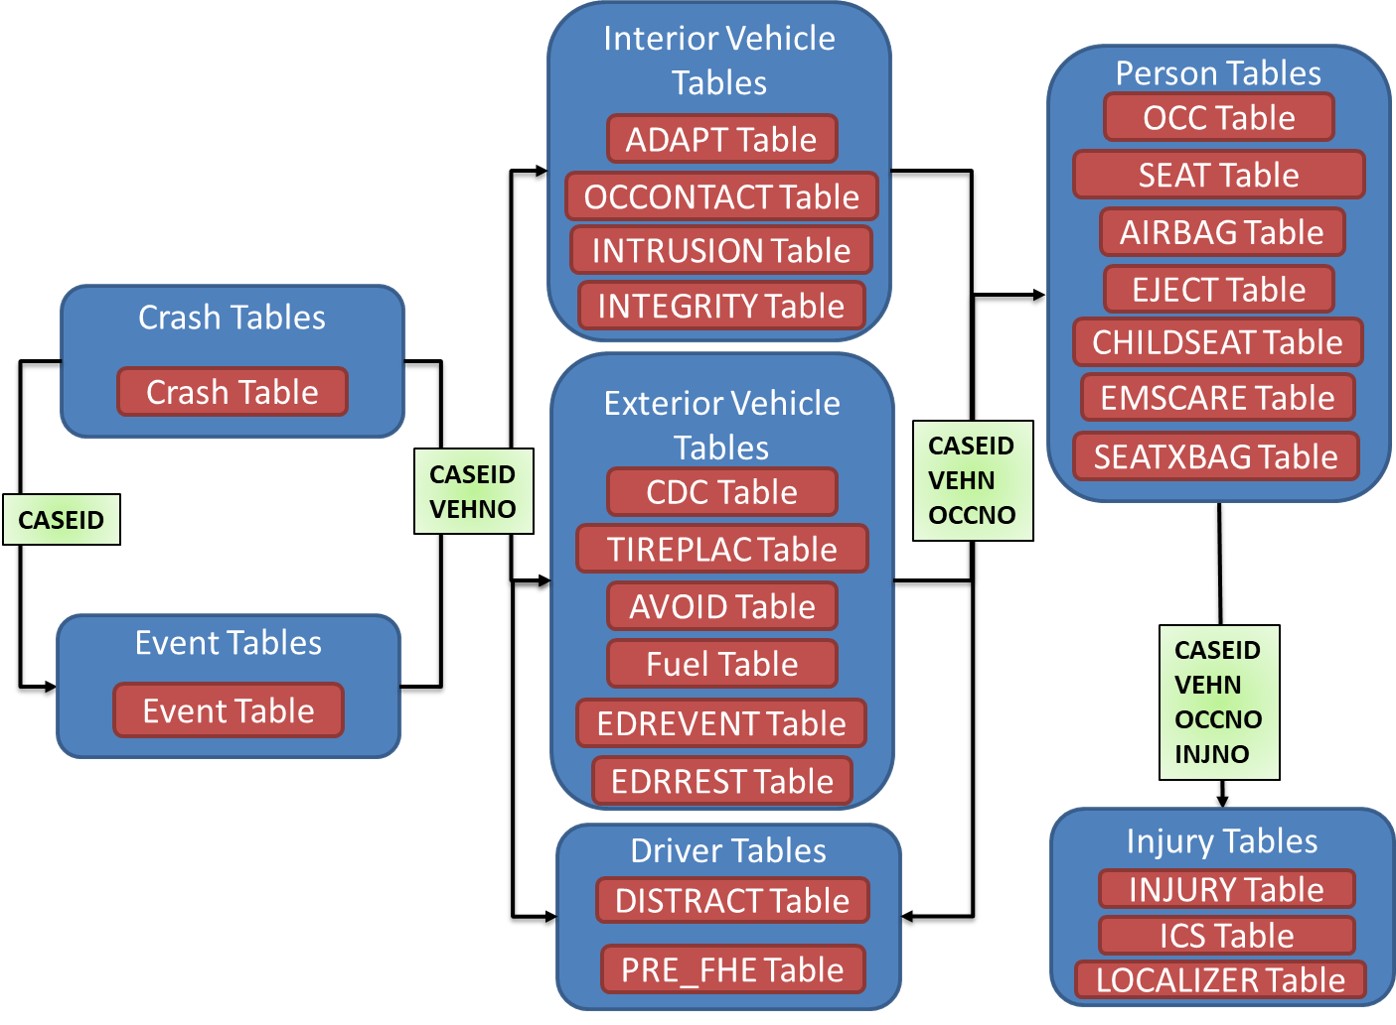 Crash Tables
Crash Table
CASEID
Event Tables
Event Table
CASEID
VEHNO
Interior Vehicle
Tables
ADAPT Table
OCCONTACT Table
INTRUSION Table
INTEGRITY Table
Exterior Vehicle
Tables
CDC Table
TIREPLAC Table
AVOID Table
Fuel Table
EDREVENT Table
EDRREST Table
Driver Tables
DISTRACT Table
PRE_FHE Table
CASEID
VEHN
OCCNO
Person Tables
OCC Table
SEAT Table
AIRBAG Table
EJECT Table
CHILDSEAT Table
EMSCARE Table
SEATXBAG Table
CASEID
VEHN
OCCNO
INJNO
Injury Tables
INJURY Table
ICS Table
LOCALIZER Table